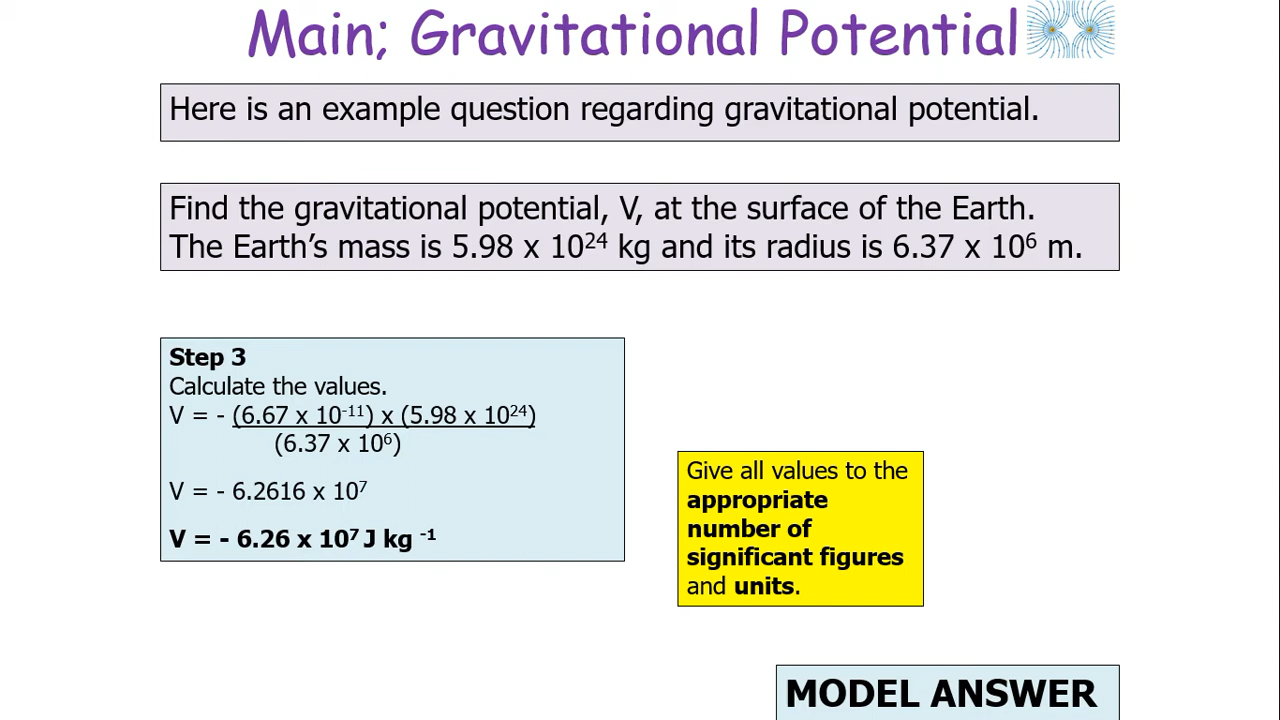 Main; Gravitational Potential
Here is an example question regarding gravitational potential.
Find the gravitational potential, V, at the surface of the Earth.
The Earth’s mass is 5.98 x 10²⁴ kg and its radius is 6.37 x 10⁶ m.
Step 3
Calculate the values.
V = - (6.67 x 10⁻¹¹) x (5.98 x 10²⁴)
(6.37 x 10⁶)
V = - 6.2616 x 10⁷
V = - 6.26 x 10⁷ J kg ⁻¹
Give all values to the
appropriate
number of
significant figures
and units.
MODEL ANSWER